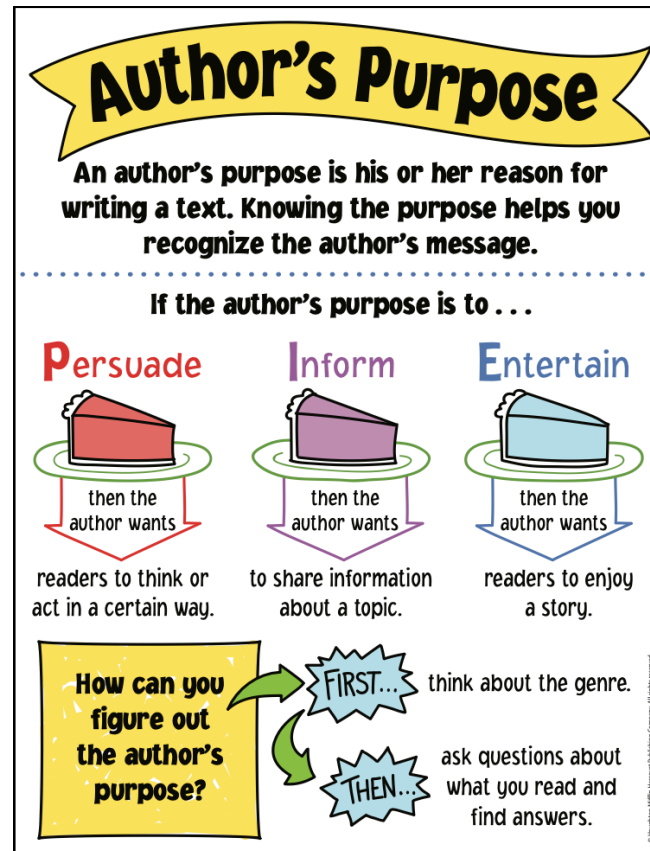 Author's Purpose
An author's purpose is his or her reason for
writing a text. Knowing the purpose helps you
recognize the author's message.
If the author's purpose is to . . .
Persuade
Inform
Entertain
then the
author wants
then the
author wants
then the
author wants
readers to think or
act in a certain way.
to share information
about a topic.
readers to enjoy
a story.
How can you
figure out
the author's
purpose?
FIRST...
think about the genre.
THEN...
ask questions about
what you read and
find answers.